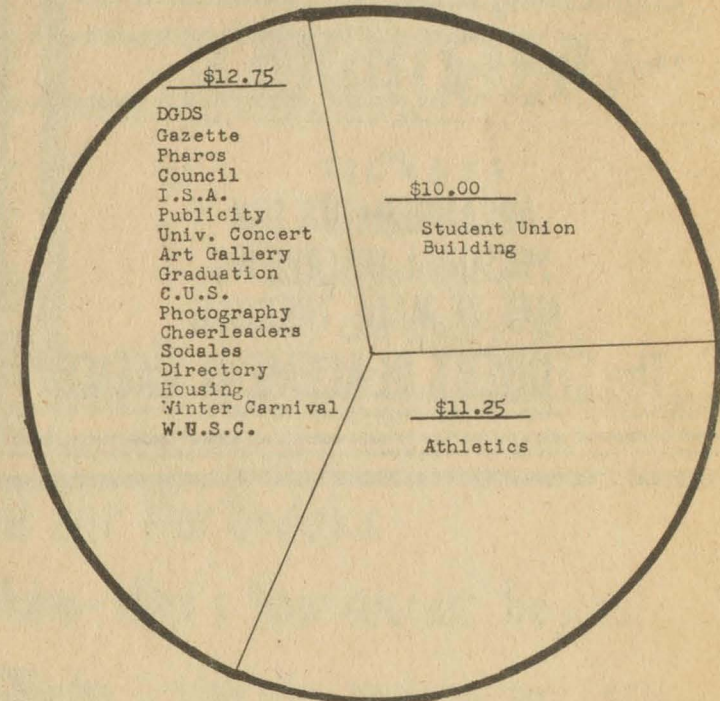 $12.75
DGDS
Gazette
Pharos
Council
I.S.A.
Publicity
Univ. Concert
Art Gallery
Graduation
C.U.S.
Photography
Cheerleaders
Sodales
Directory
Housing
Winter Carnival
W.U.S.C.
$10.00
Student Union
Building
$11.25
Athletics